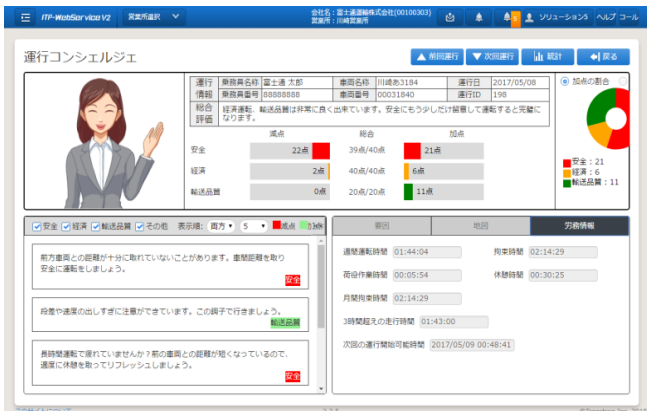 ITP-WebService V2 営業所選択
会社名 : 富士通運輸株式会社(00100303)
営業所 : 川崎営業所
5 ソリューション5 ヘルプ コール
運行コンシェルジェ
前回運行 次回運行 統計 戻る
運行情報 乗務員名称 富士通 太郎 車両名称 川崎あ3184 運行日 2017/05/08
乗務員番号 88888888 車両番号 00031840 運行ID 198
総合評価 経済運転、輸送品質は非常に良く出来ています。安全にもう少しだけ留意して運転すると完璧に
なります。
減点 総合 加点
安全 22点 39点/40点 21点
経済 2点 40点/40点 6点
輸送品質 0点 20点/20点 11点
加点の割合
安全 : 21
経済 : 6
輸送品質 : 11
安全 経済 輸送品質 その他 表示順: 両方 5 減点
前方車両との距離が十分に取れていないことがあります。車間距離を取り
安全に運転をしましょう。
安全
段差や速度の出しすぎに注意ができています。この調子で行きましょう。
輸送品質
長時間運転で疲れていませんか？前の車両との距離が短くなっているので、
適度に休憩を取ってリフレッシュしましょう。
安全
要因 地図 労務情報
週間運転時間 01:44:04 拘束時間 02:14:29
荷役作業時間 00:05:54 休憩時間 00:30:25
月間拘束時間 02:14:29
3時間超えの走行時間 01:43:00
次回の運行開始可能時間 2017/05/09 00:48:41